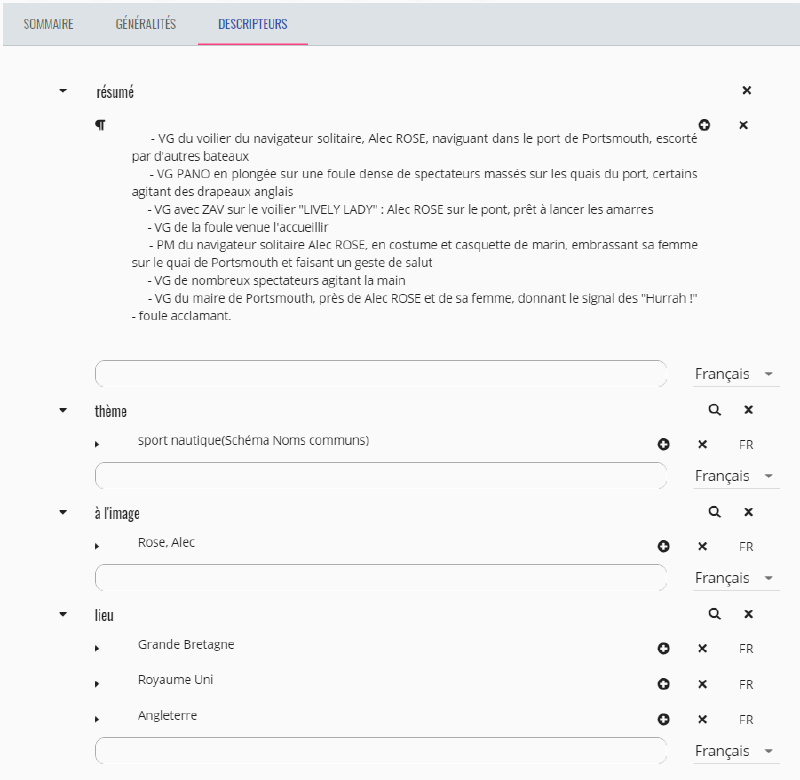 SOMMAIRE GÉNÉRALITÉS DESCRIPTEURS
résumé
- VG du voilier du navigateur solitaire, Alec ROSE, naviguant dans le port de Portsmouth, escorté
par d'autres bateaux
- VG PANO en plongée sur une foule dense de spectateurs massés sur les quais du port, certains
agitant des drapeaux anglais
- VG avec ZAV sur le voilier "LIVELY LADY" : Alec ROSE sur le pont, prêt à lancer les amarres
- VG de la foule venue l'accueillir
- PM du navigateur solitaire Alec ROSE, en costume et casquette de marin, embrassant sa femme
sur le quai de Portsmouth et faisant un geste de salut
- VG de nombreux spectateurs agitant la main
- VG du maire de Portsmouth, près de Alec ROSE et de sa femme, donnant le signal des "Hurrah !"
- foule acclamant.
Français
thème
sport nautique(Schéma Noms communs) FR
Français
à l'image
Rose, Alec FR
Français
lieu
Grande Bretagne FR
Royaume Uni FR
Angleterre FR
Français